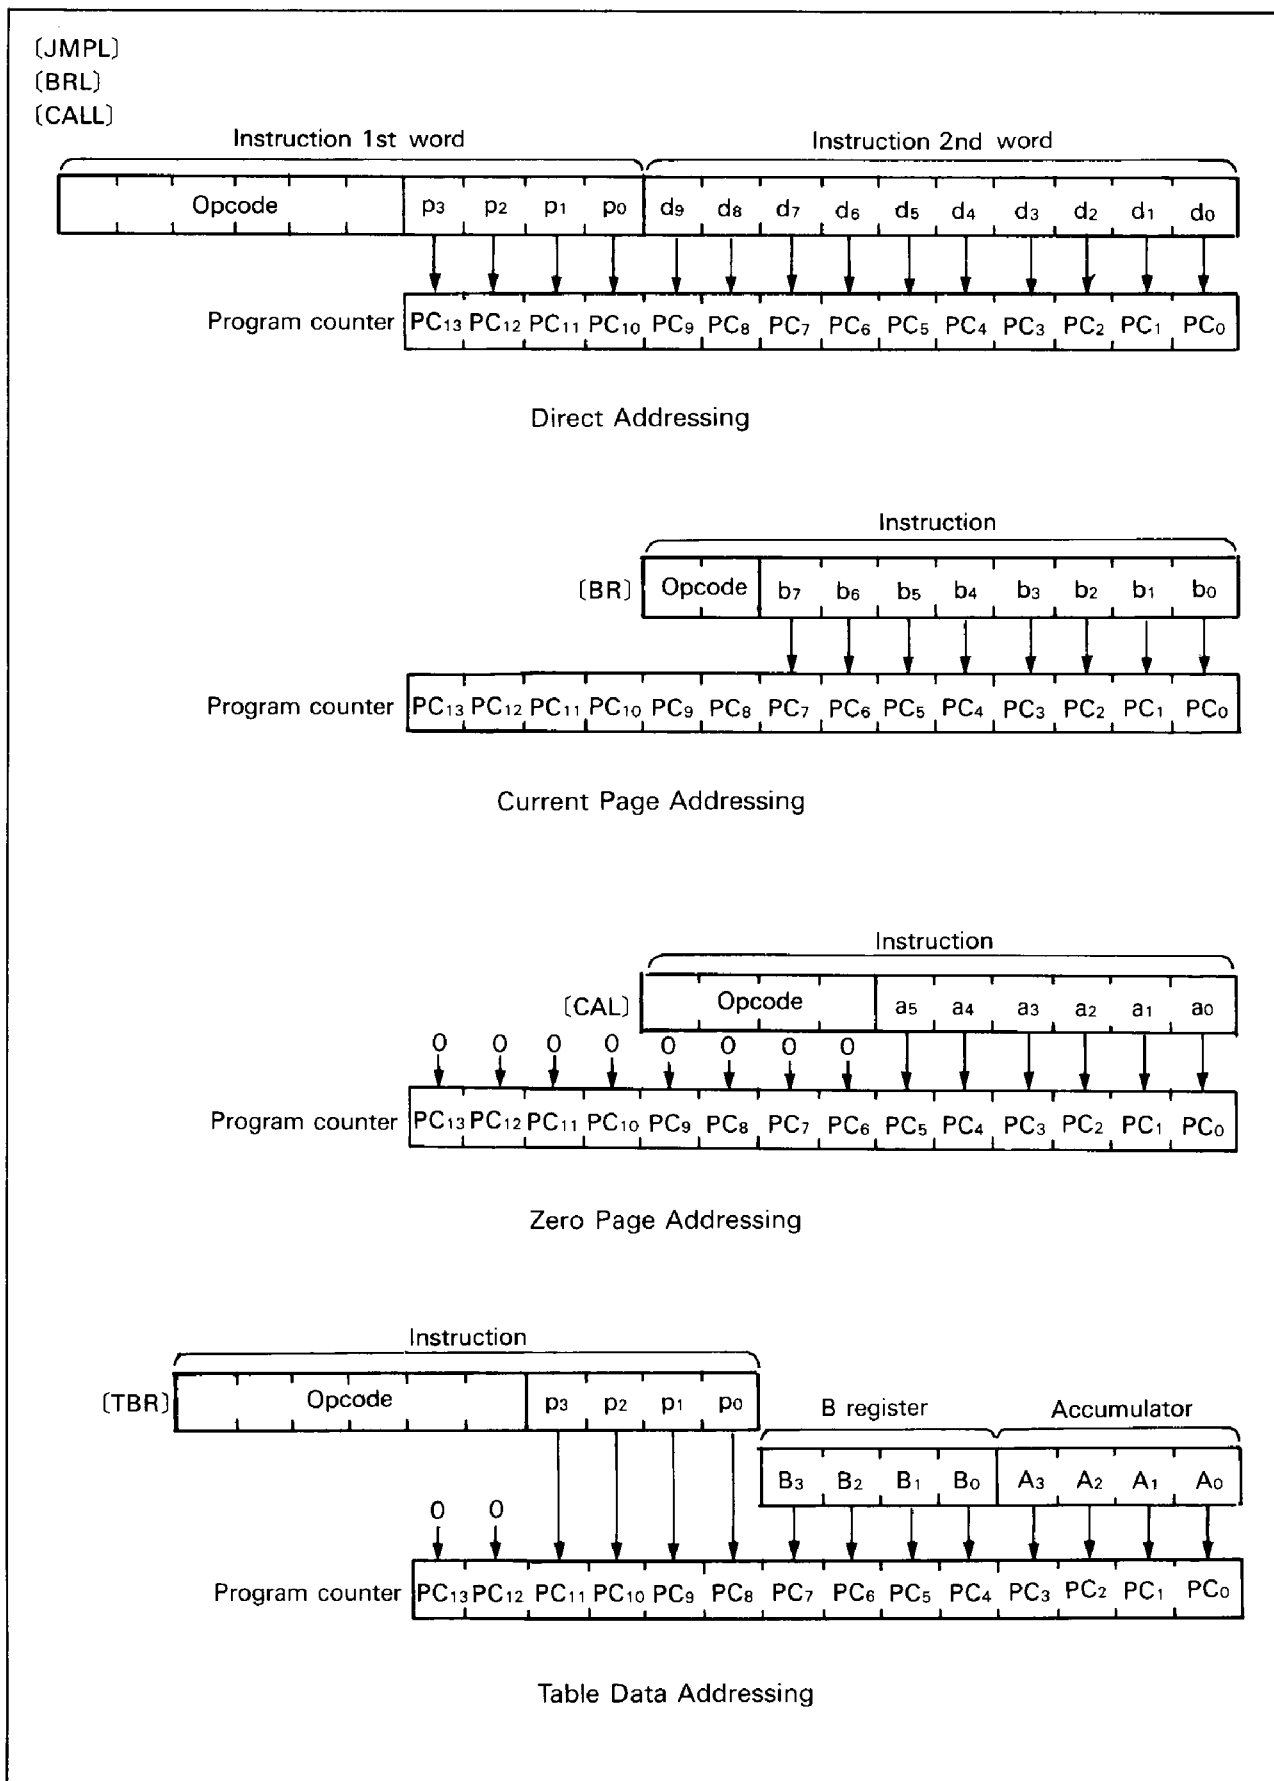 [JMPL]
[BRL]
[CALL]
Instruction 1st word Instruction 2nd word
Opcode p3 p2 p1 p0 d9 d8 d7 d6 d5 d4 d3 d2 d1 d0
Program counter PC13 PC12 PC11 PC10 PC9 PC8 PC7 PC6 PC5 PC4 PC3 PC2 PC1 PC0
Direct Addressing
Instruction
[BR] Opcode b7 b6 b5 b4 b3 b2 b1 b0
Program counter PC13 PC12 PC11 PC10 PC9 PC8 PC7 PC6 PC5 PC4 PC3 PC2 PC1 PC0
Current Page Addressing
Instruction
[CAL] Opcode a5 a4 a3 a2 a1 a0
0 0 0 0 0 0 0 0
Program counter PC13 PC12 PC11 PC10 PC9 PC8 PC7 PC6 PC5 PC4 PC3 PC2 PC1 PC0
Zero Page Addressing
Instruction
[TBR] Opcode p3 p2 p1 p0
B register Accumulator
B3 B2 B1 B0 A3 A2 A1 A0
0 0
Program counter PC13 PC12 PC11 PC10 PC9 PC8 PC7 PC6 PC5 PC4 PC3 PC2 PC1 PC0
Table Data Addressing